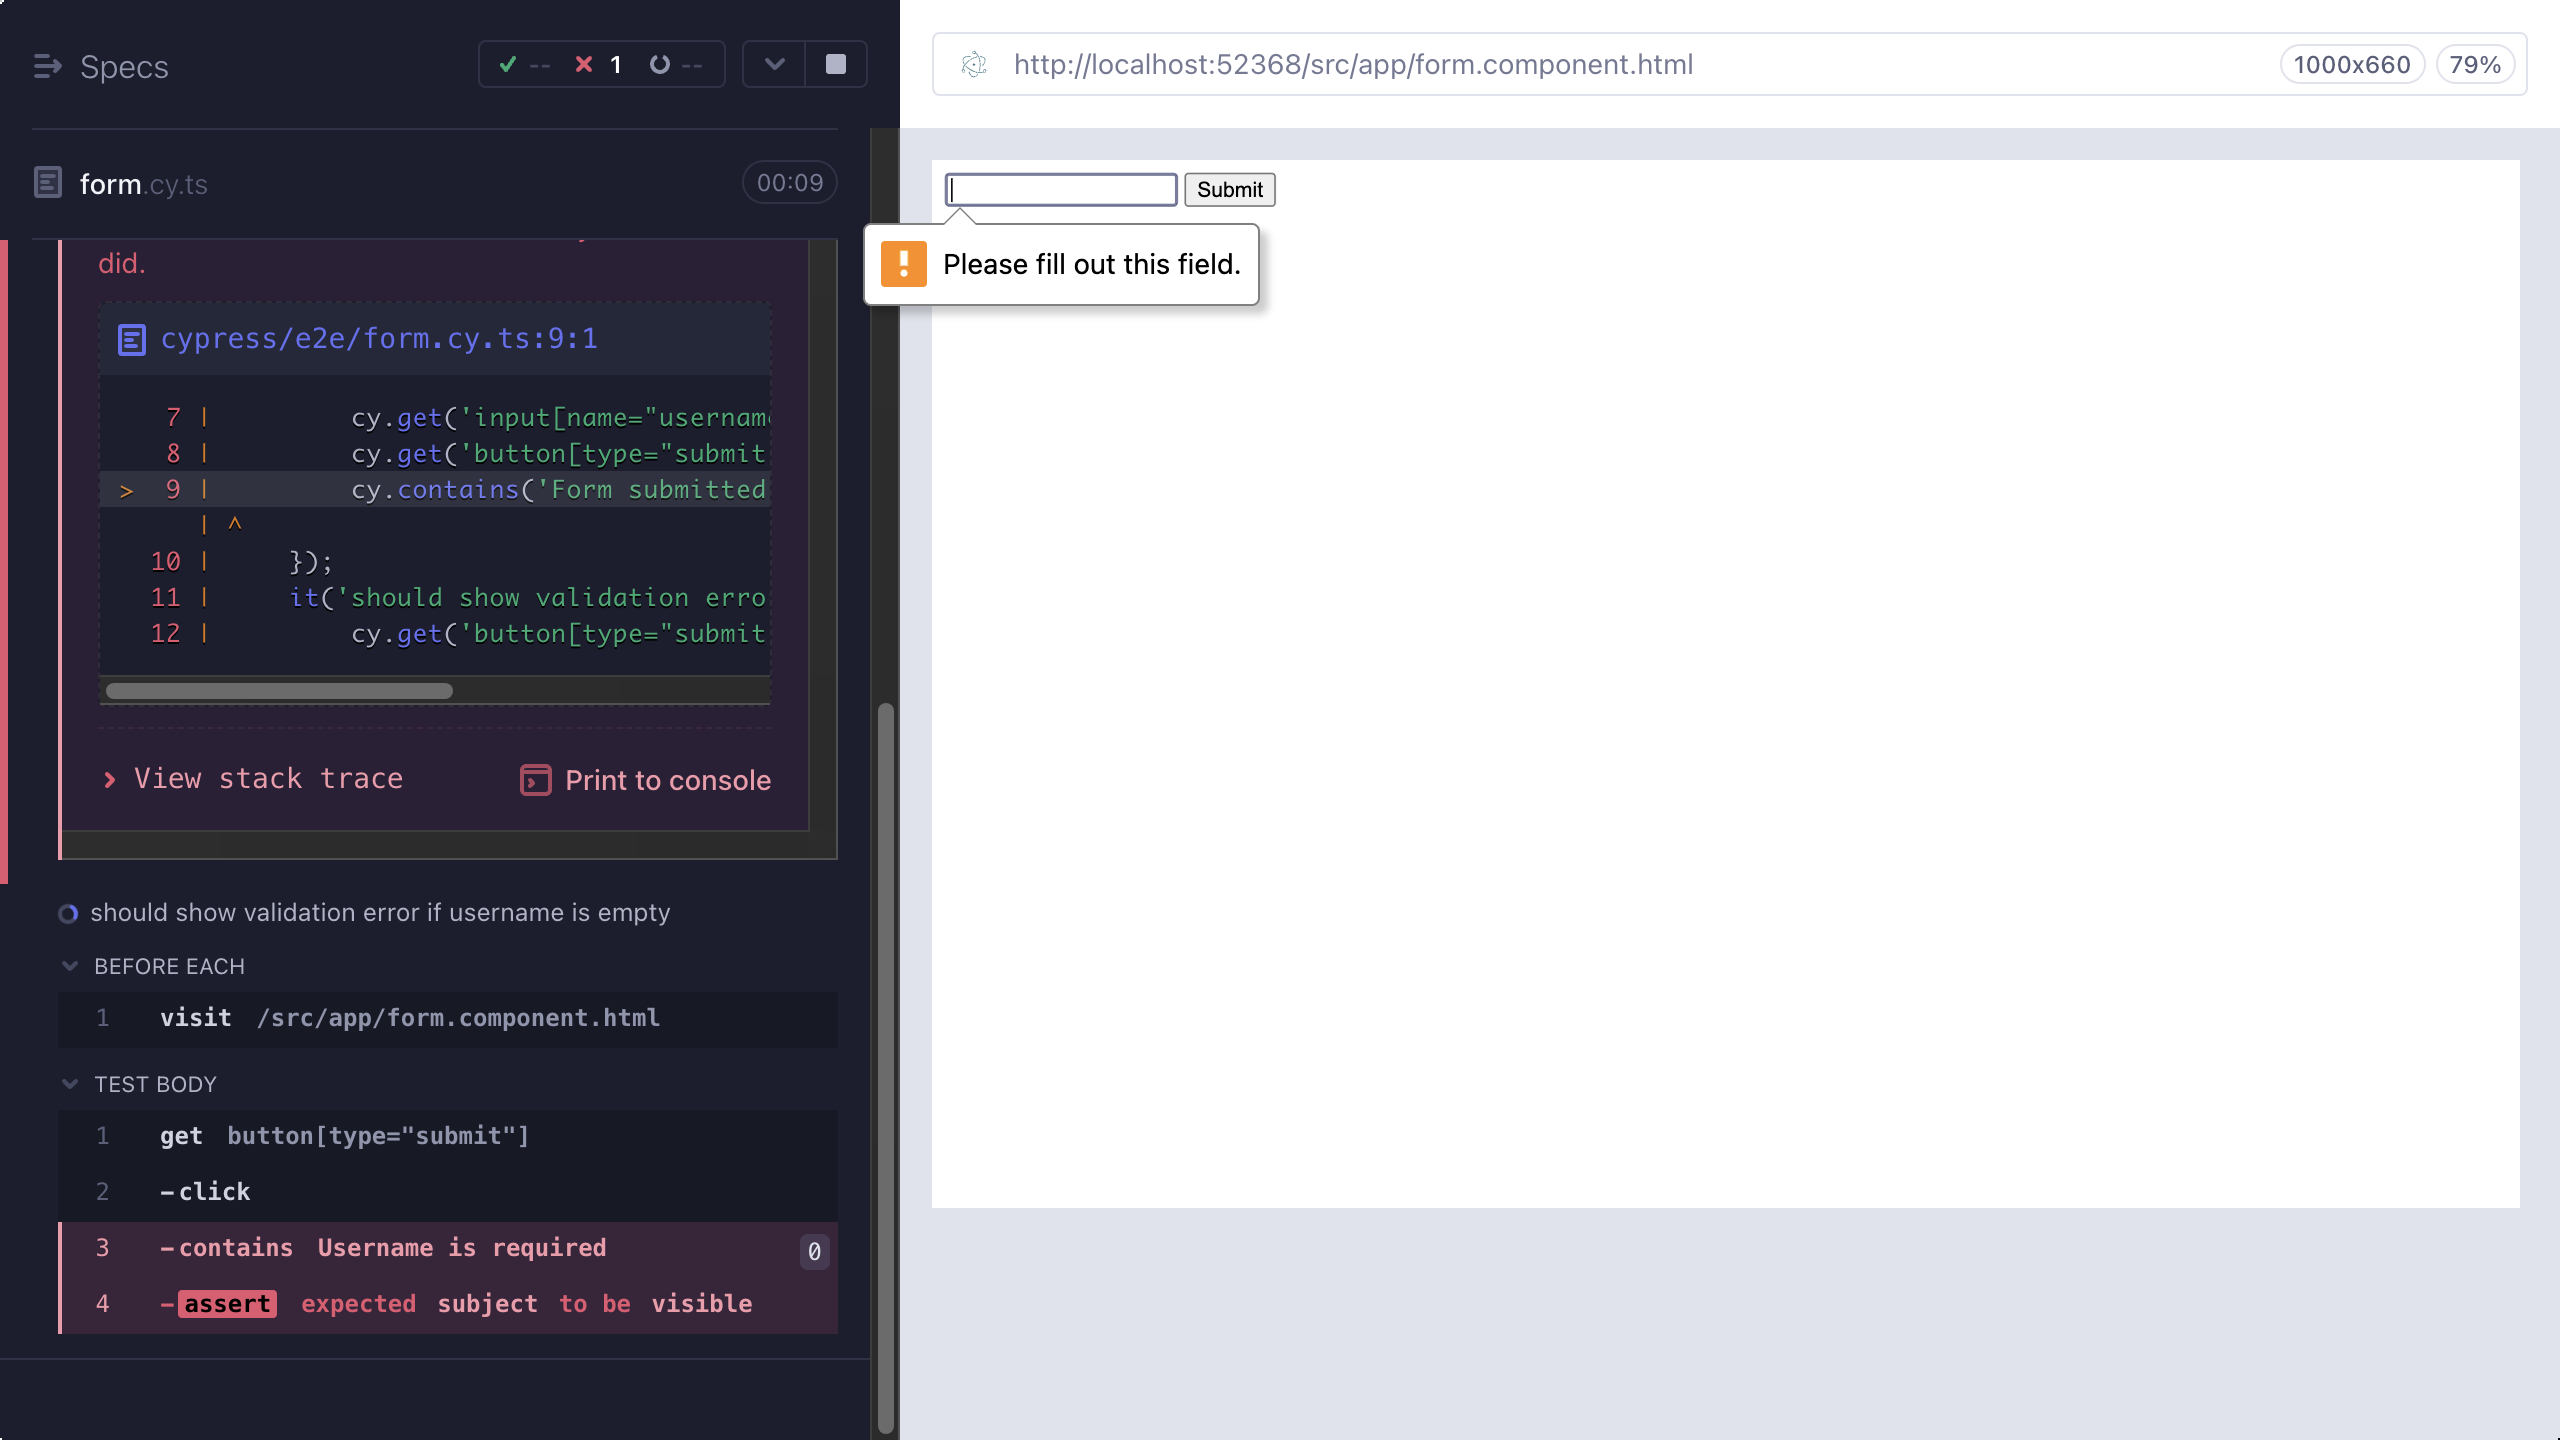 Specs
-- 1 --
form.cy.ts
00:09
did.
cypress/e2e/form.cy.ts:9:1
7 | cy.get('input[name="usernam
8 | cy.get('button[type="submit
> 9 | cy.contains('Form submitted
| ^
10 | });
11 | it('should show validation erro
12 | cy.get('button[type="submit
View stack trace
Print to console
should show validation error if username is empty
BEFORE EACH
1 visit /src/app/form.component.html
TEST BODY
1 get button[type="submit"]
2 -click
3 -contains Username is required 0
4 -assert expected subject to be visible
http://localhost:52368/src/app/form.component.html
1000x660
79%
Submit
! Please fill out this field.